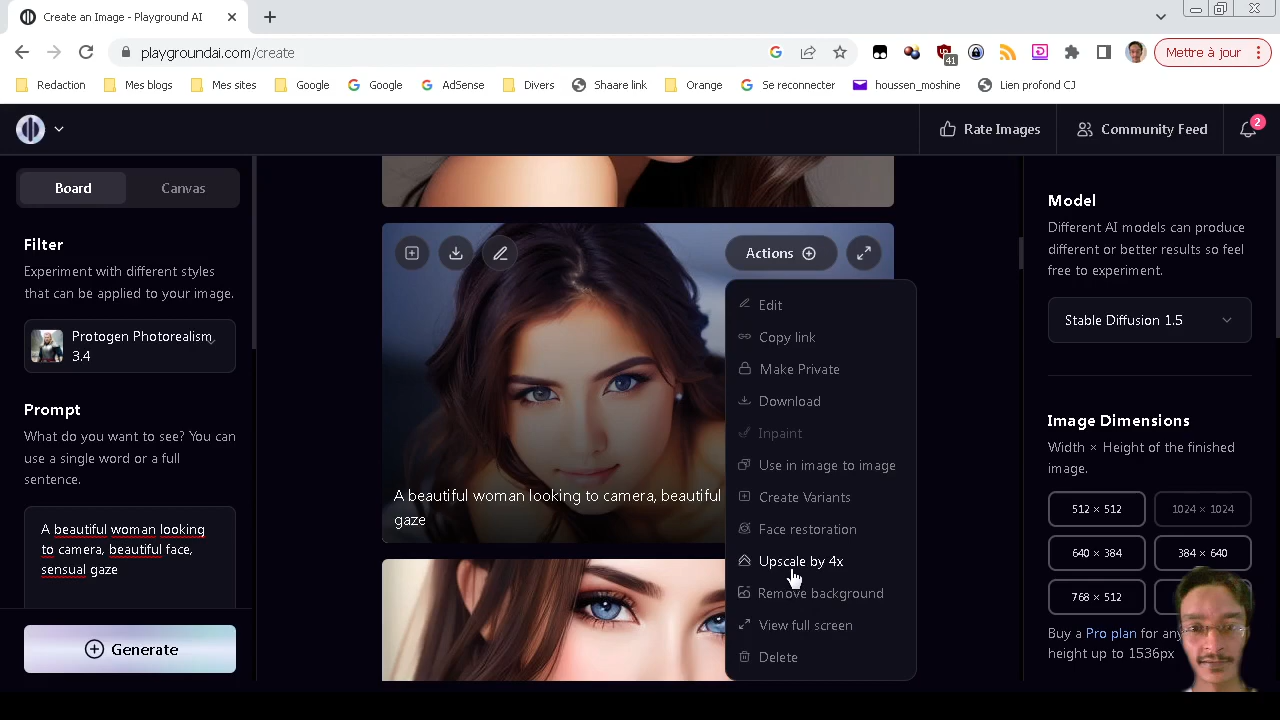 Create an Image - Playground AI
playgroundai.com/create
41
Mettre à jour
Redaction
Mes blogs
Mes sites
Google
Google
AdSense
Divers
Shaare link
Orange
Se reconnecter
houssen_moshine
Lien profond CJ
Rate Images
Community Feed
2
Board
Canvas
Filter
Experiment with different styles
that can be applied to your image.
Protogen Photorealism
3.4
Prompt
What do you want to see? You can
use a single word or a full
sentence.
A beautiful woman looking
to camera, beautiful face,
sensual gaze
Generate
Actions
A beautiful woman looking to camera, beautiful
gaze
Edit
Copy link
Make Private
Download
Inpaint
Use in image to image
Create Variants
Face restoration
Upscale by 4x
Remove background
View full screen
Delete
Model
Different AI models can produce
different or better results so feel
free to experiment.
Stable Diffusion 1.5
Image Dimensions
Width × Height of the finished
image.
512 × 512
1024 × 1024
640 × 384
384 × 640
768 × 512
Buy a Pro plan for any
height up to 1536px